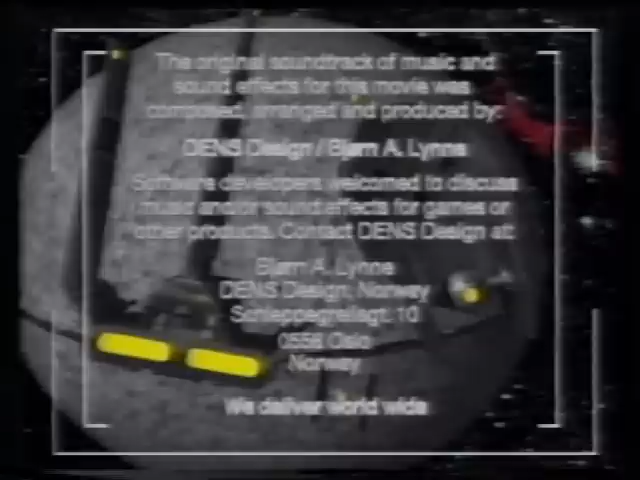 The original soundtrack of music and
sound effects for this movie was
composed, arranged and produced by:
DENS Design / Bjørn A. Lynne
Software developers welcomed to discuss
music and/or sound effects for games or
other products. Contact DENS Design at:
Bjørn A. Lynne
DENS Design, Norway
Schleppegrellsgt. 10
0556 Oslo
Norway
We deliver world wide